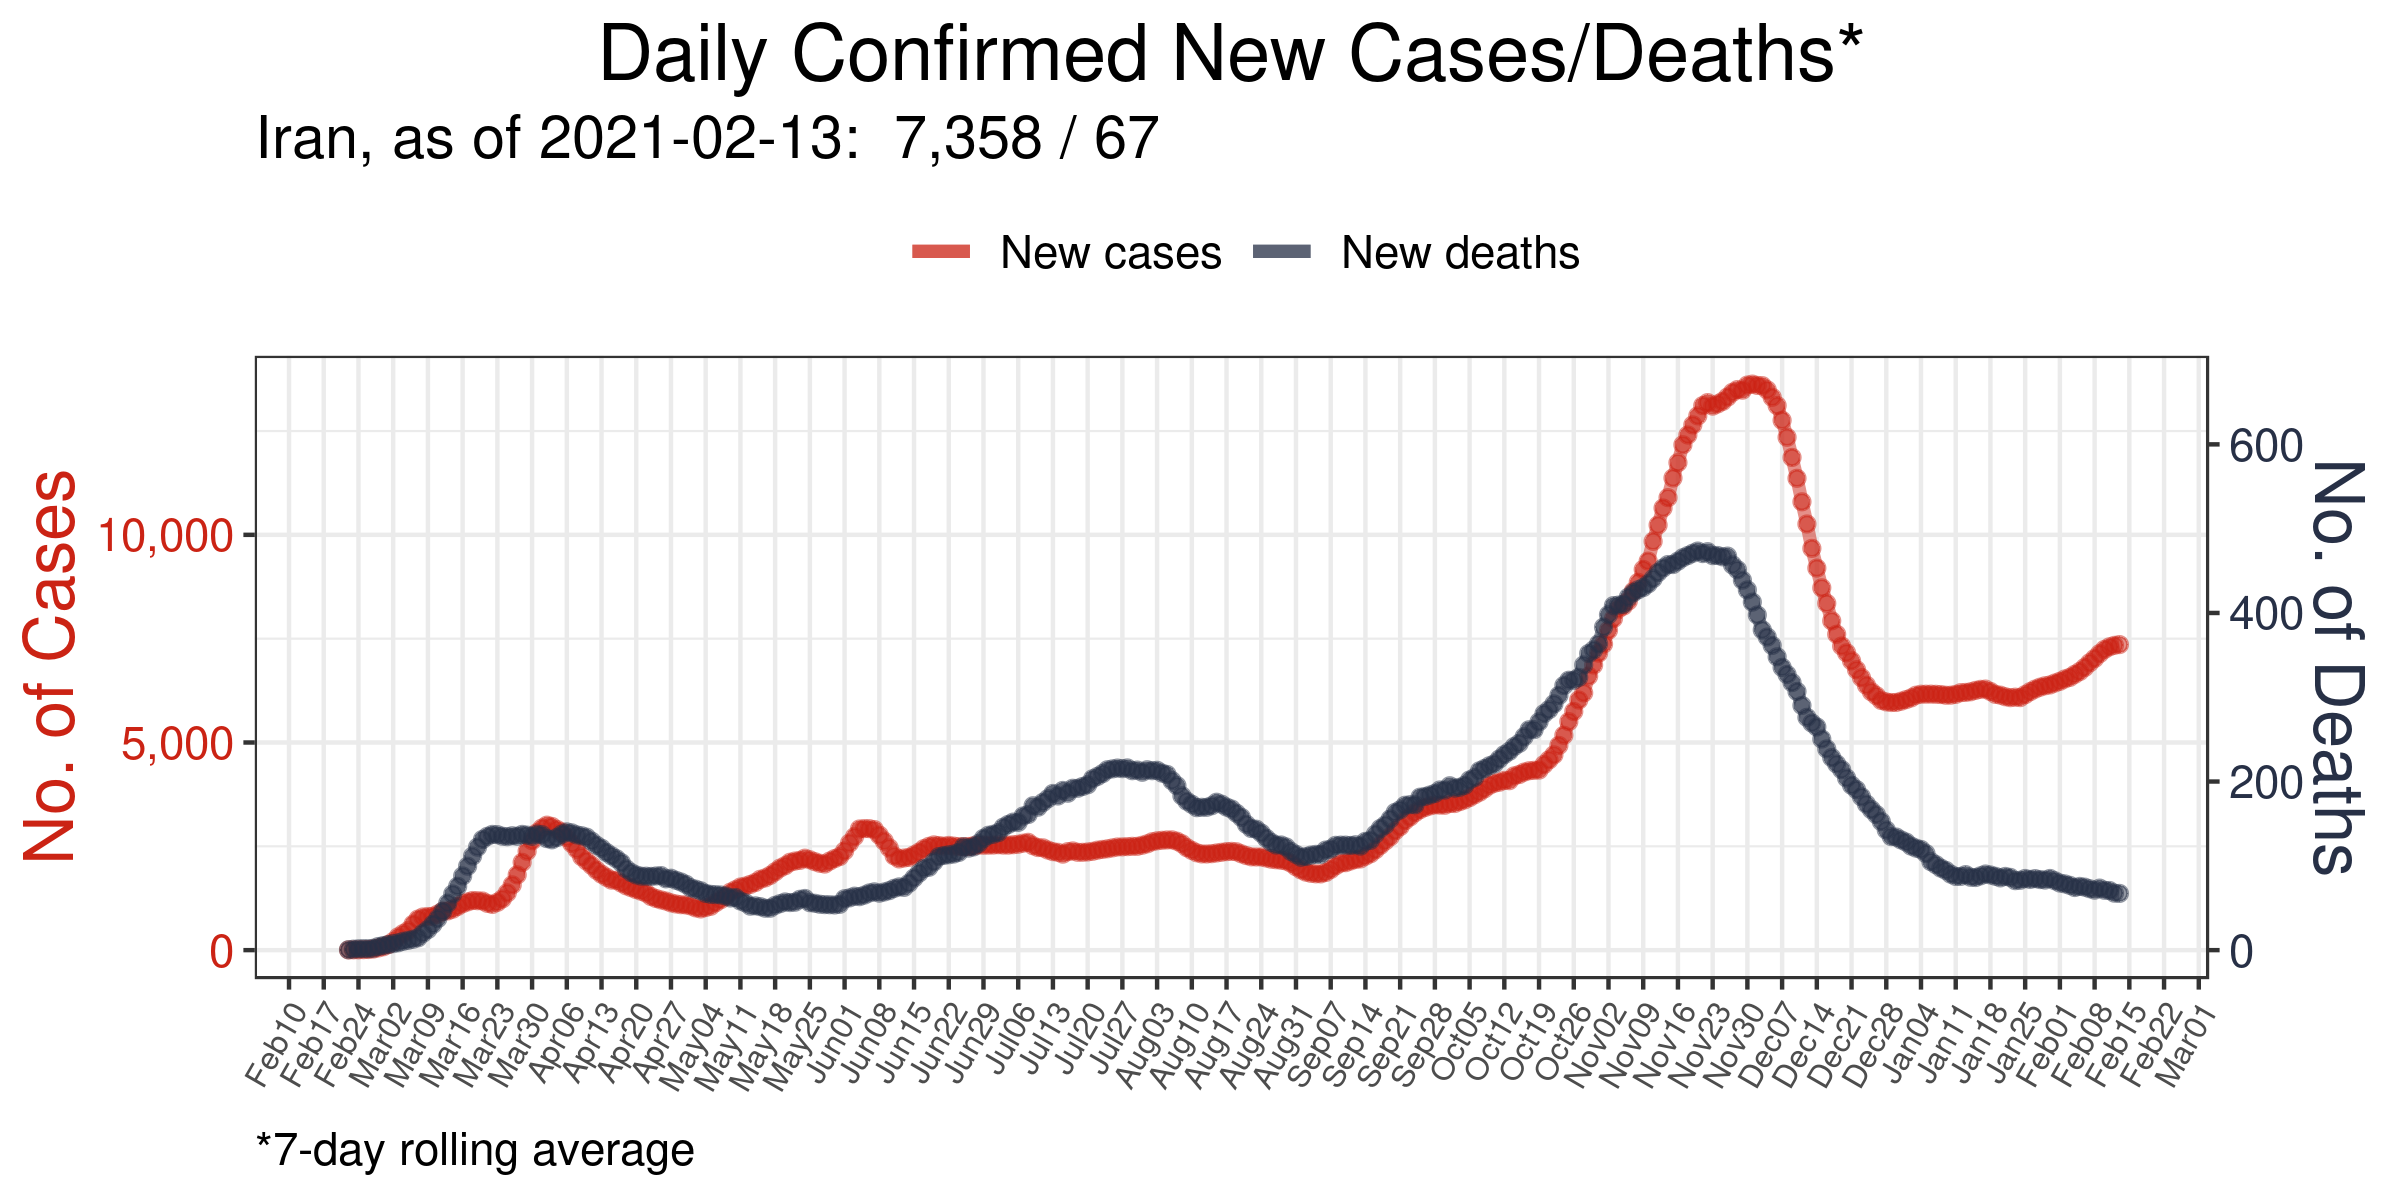 Daily Confirmed New Cases/Deaths*
Iran, as of 2021-02-13:  7,358 / 67
New cases
New deaths
No. of Cases
10,000
5,000
0
No. of Deaths
600
400
200
0
Feb10
Feb17
Feb24
Mar02
Mar09
Mar16
Mar23
Mar30
Apr06
Apr13
Apr20
Apr27
May04
May11
May18
May25
Jun01
Jun08
Jun15
Jun22
Jun29
Jul06
Jul13
Jul20
Jul27
Aug03
Aug10
Aug17
Aug24
Aug31
Sep07
Sep14
Sep21
Sep28
Oct05
Oct12
Oct19
Oct26
Nov02
Nov09
Nov16
Nov23
Nov30
Dec07
Dec14
Dec21
Dec28
Jan04
Jan11
Jan18
Jan25
Feb01
Feb08
Feb15
Feb22
Mar01
*7-day rolling average